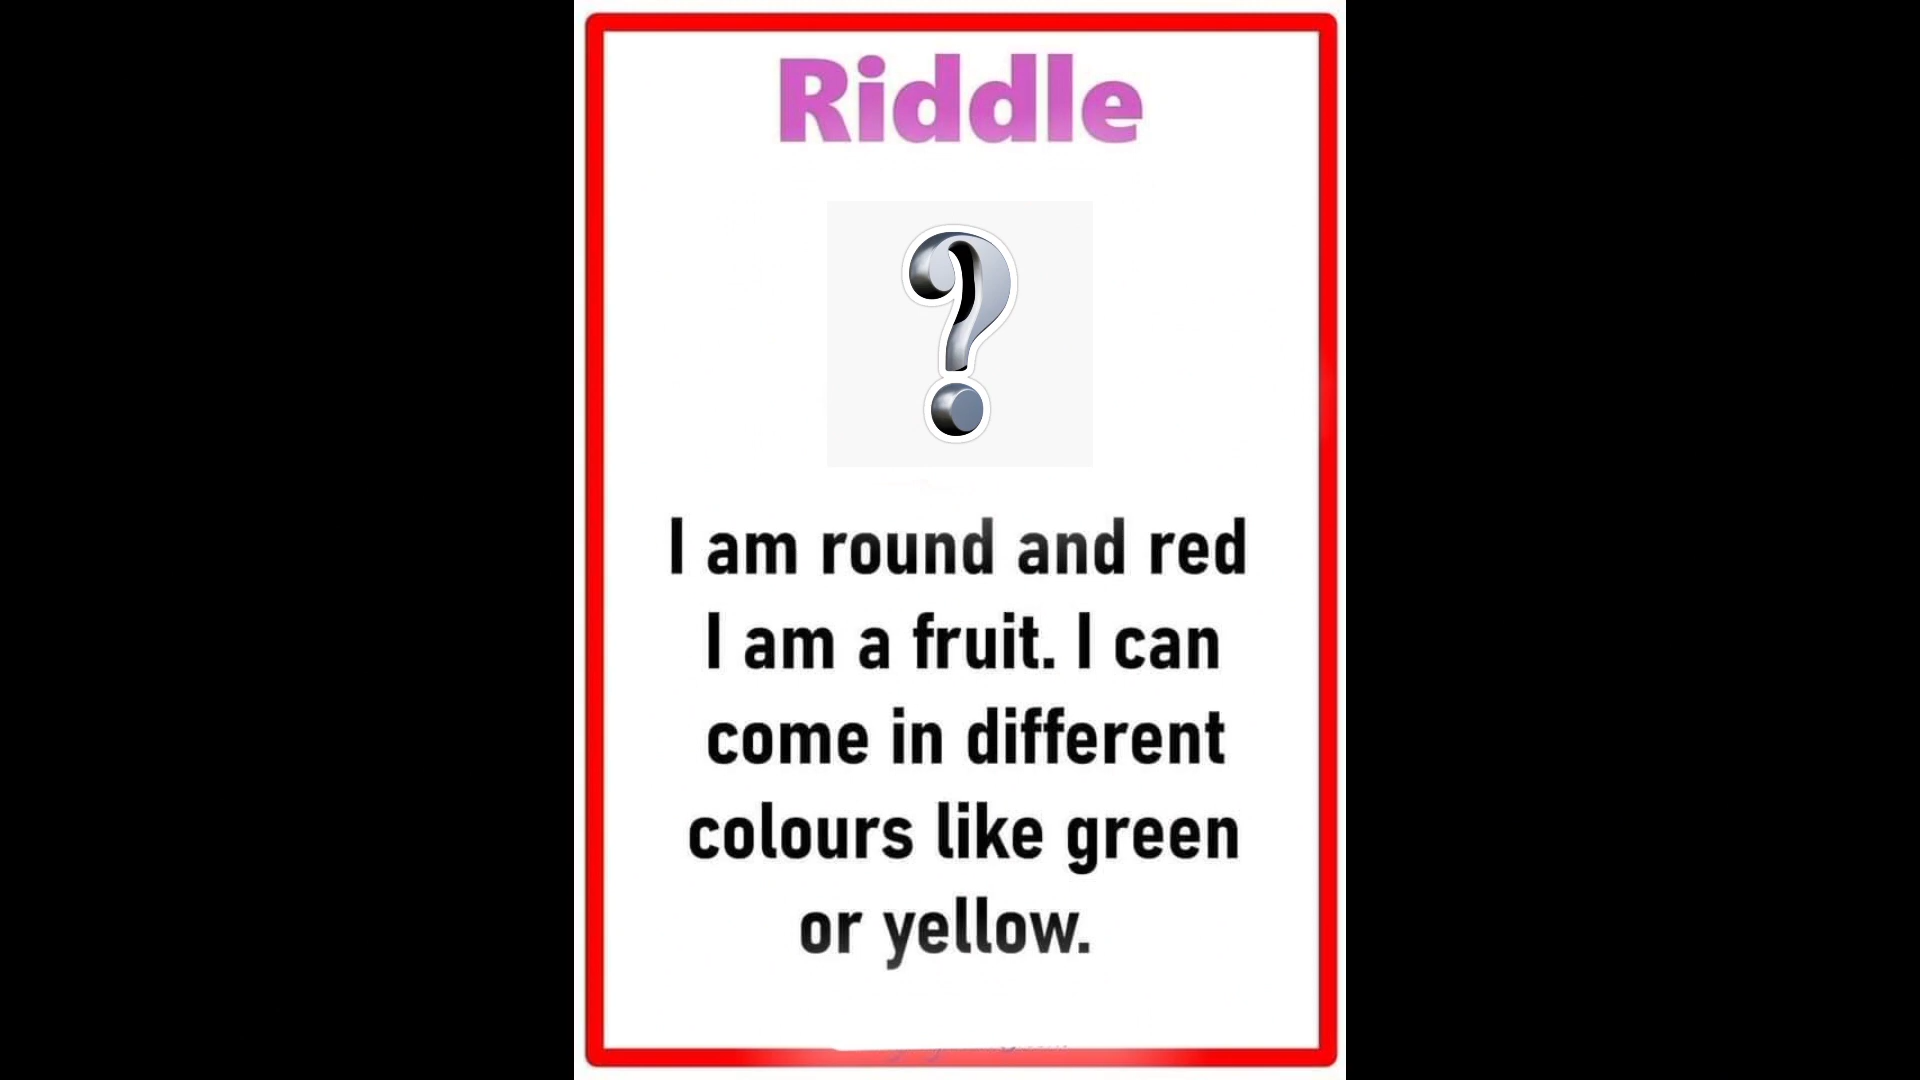 Riddle
?
I am round and red
I am a fruit. I can
come in different
colours like green
or yellow.